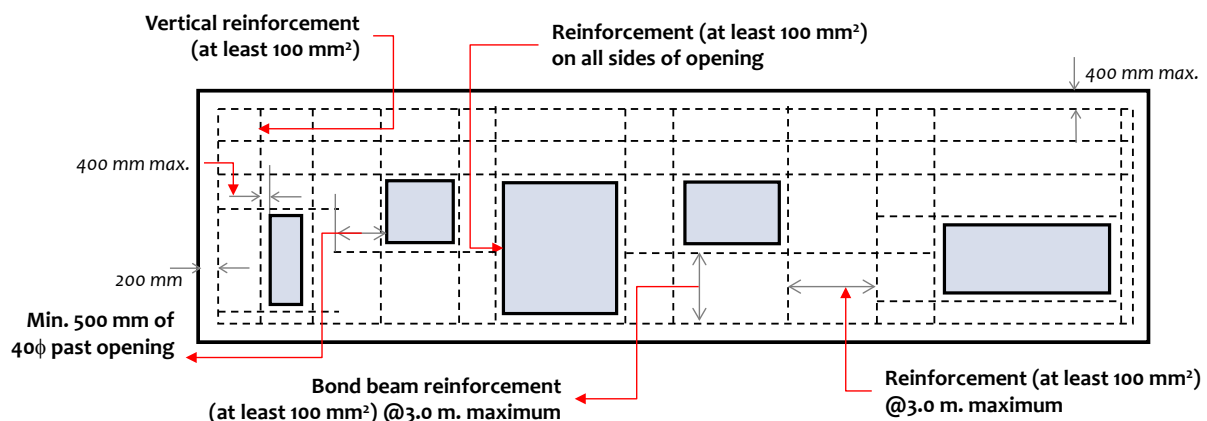 Vertical reinforcement
(at least 100 mm²)
Reinforcement (at least 100 mm²)
on all sides of opening
400 mm max.
400 mm max.
200 mm
Min. 500 mm of
40ϕ past opening
Bond beam reinforcement
(at least 100 mm²) @3.0 m. maximum
Reinforcement (at least 100 mm²)
@3.0 m. maximum